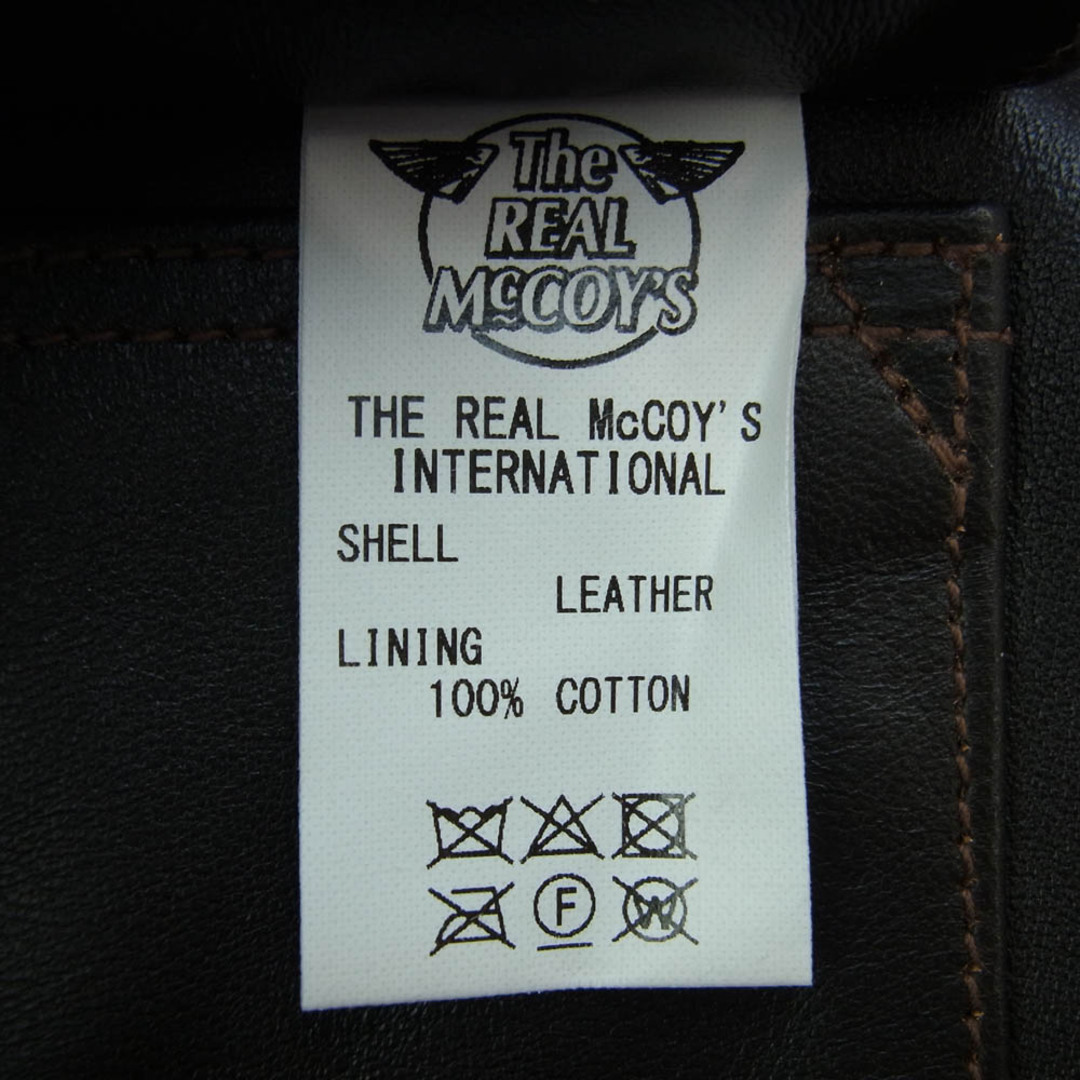 The
REAL
McCOY'S
THE REAL McCOY'S
INTERNATIONAL
SHELL
LEATHER
LINING
100% COTTON
F W